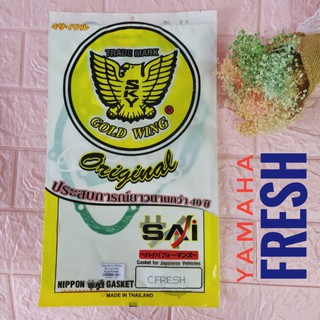 TRADE MARK
SKY
GOLD WING
®
Original
ประสบการณ์ยาวนานกว่า 40 ปี
SAi
Gasket for Japanese Vehicles
NIPPON GASKET
CFRESH
MADE IN THAILAND
YAMAHA
FRESH